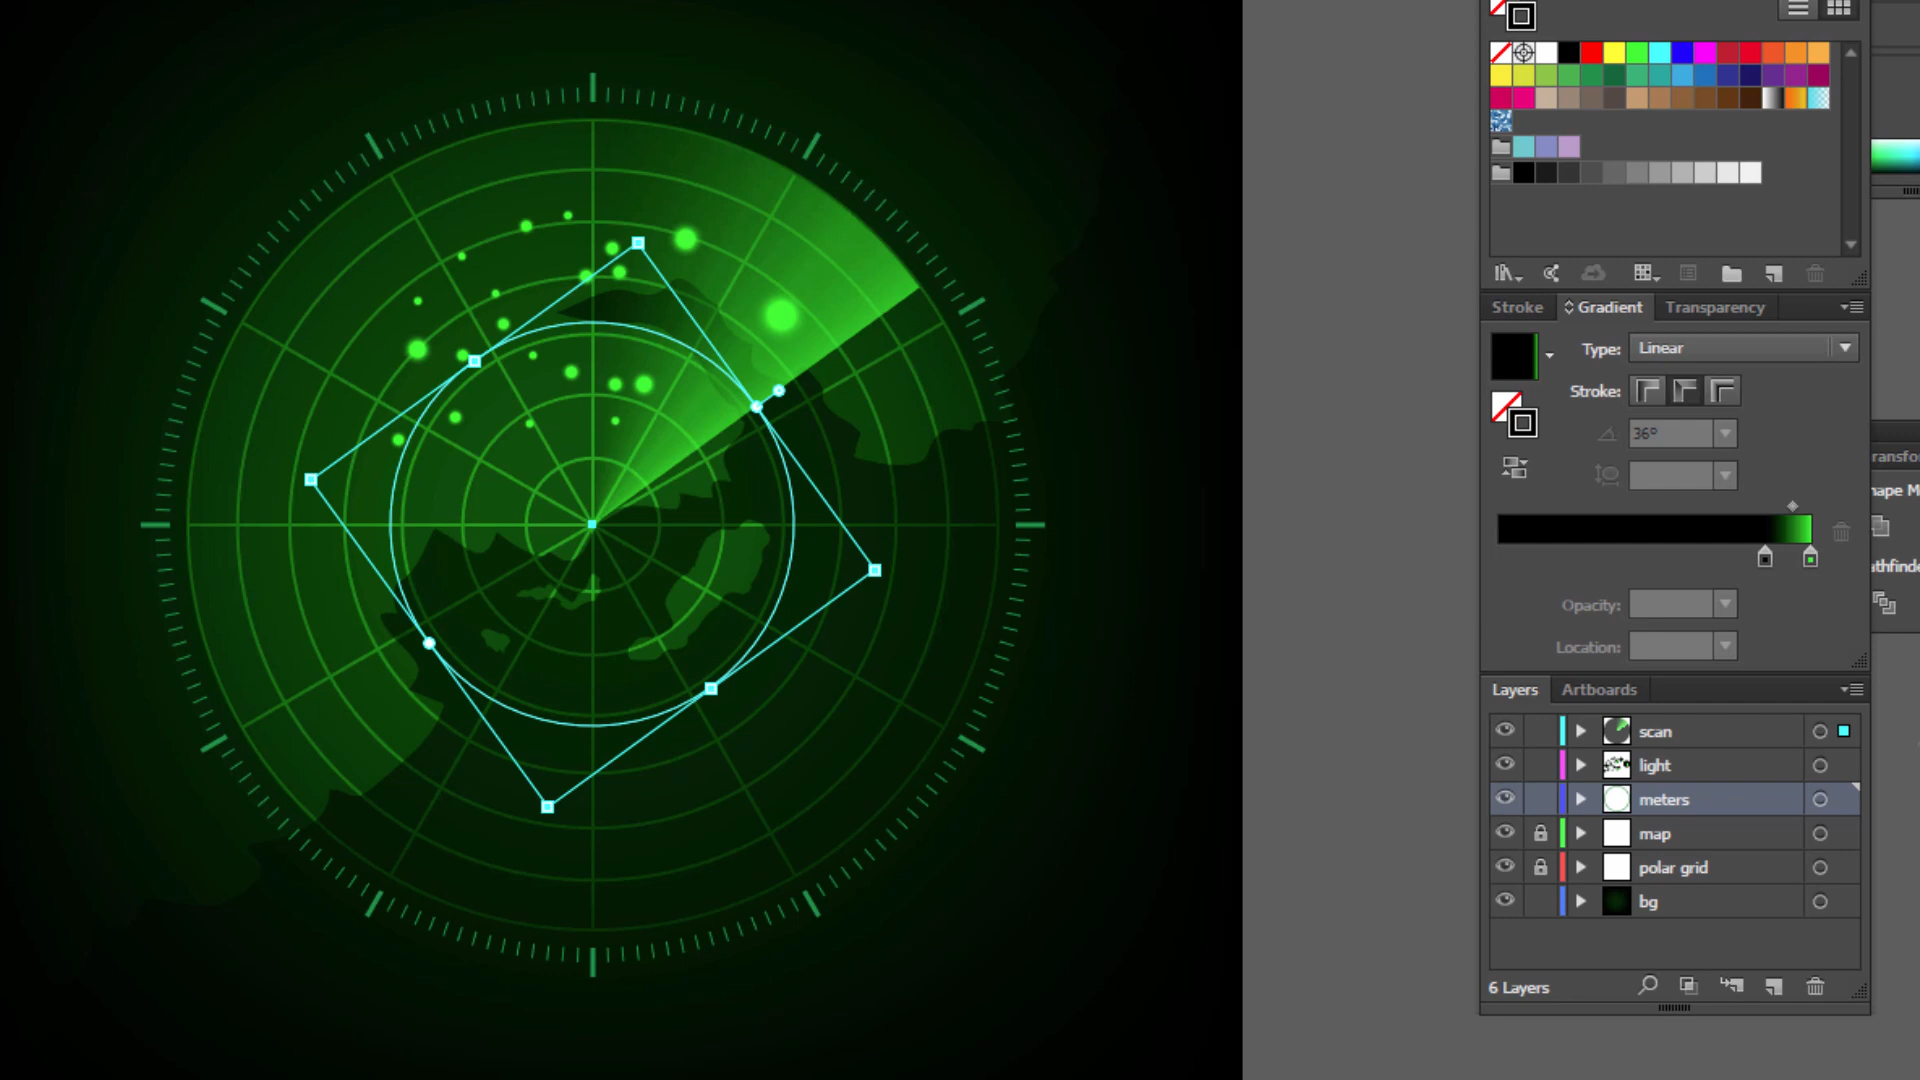 Stroke Gradient Transparency
Type: Linear
Stroke:
36°
Opacity:
Location:
ransfo
hape M
athfinde
Layers Artboards
scan
light
meters
map
polar grid
bg
6 Layers